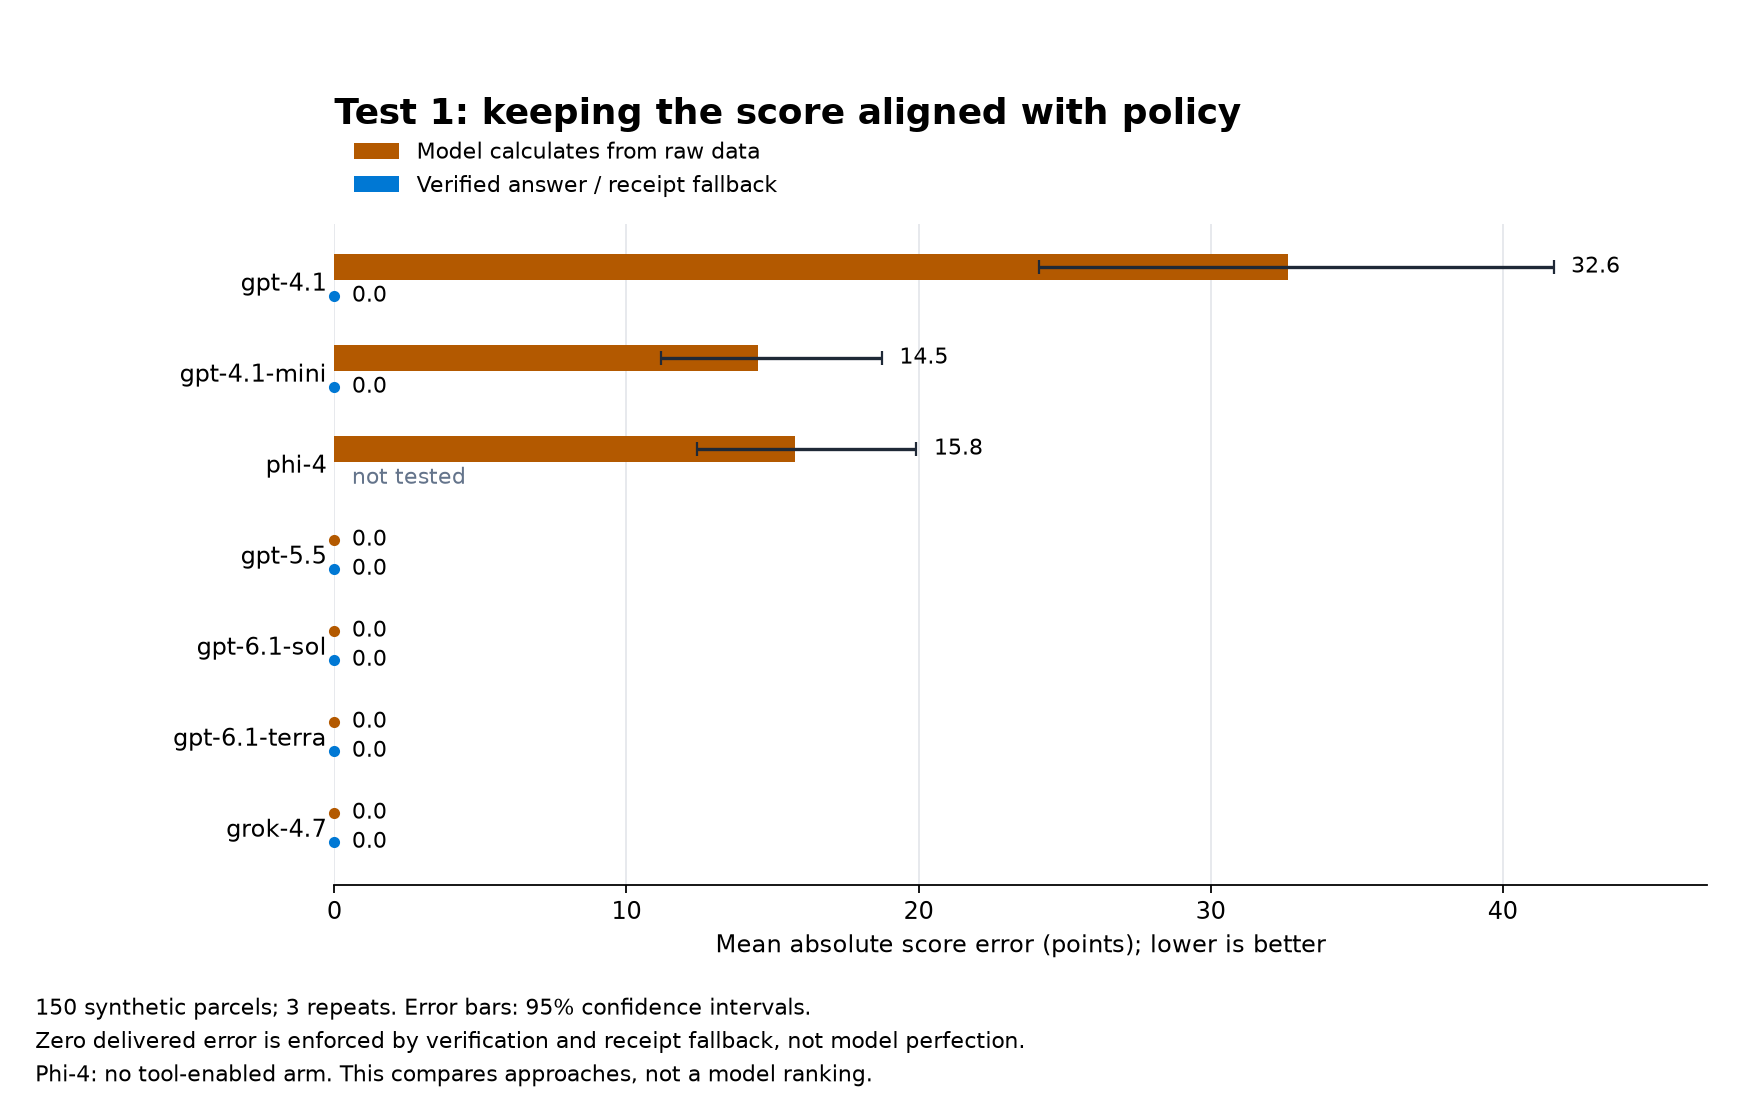 Test 1: keeping the score aligned with policy
Model calculates from raw data
Verified answer / receipt fallback
gpt-4.1
32.6
0.0
gpt-4.1-mini
14.5
0.0
phi-4
15.8
not tested
gpt-5.5
0.0
0.0
gpt-6.1-sol
0.0
0.0
gpt-6.1-terra
0.0
0.0
grok-4.7
0.0
0.0
0 10 20 30 40
Mean absolute score error (points); lower is better
150 synthetic parcels; 3 repeats. Error bars: 95% confidence intervals.
Zero delivered error is enforced by verification and receipt fallback, not model perfection.
Phi-4: no tool-enabled arm. This compares approaches, not a model ranking.